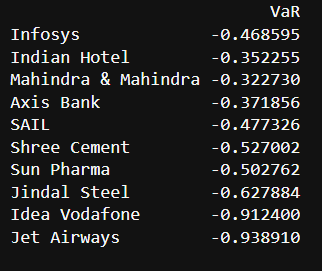 VaR
Infosys -0.468595
Indian Hotel -0.352255
Mahindra & Mahindra -0.322730
Axis Bank -0.371856
SAIL -0.477326
Shree Cement -0.527002
Sun Pharma -0.502762
Jindal Steel -0.627884
Idea Vodafone -0.912400
Jet Airways -0.938910